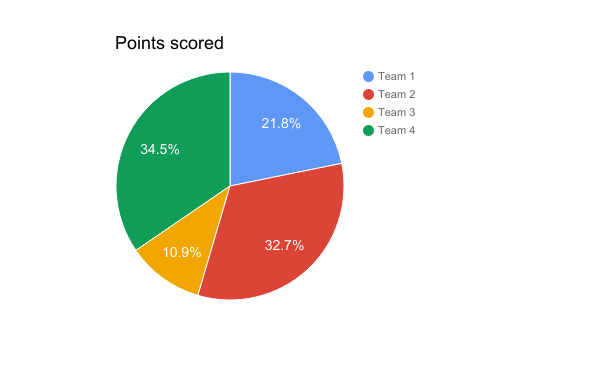 Points scored
Team 1
Team 2
Team 3
Team 4
21.8%
34.5%
32.7%
10.9%